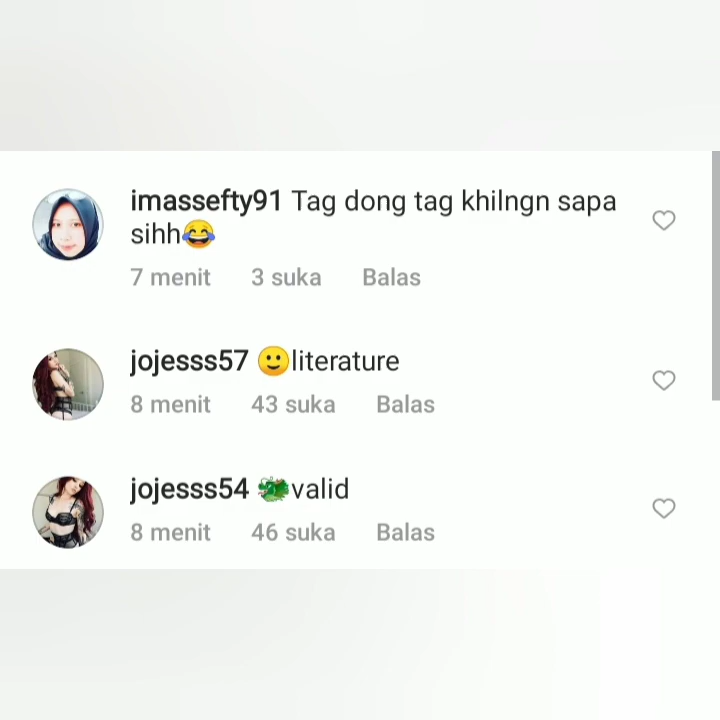 imassefty91 Tag dong tag khilngn sapa
sihh😂
7 menit 3 suka Balas
jojesss57 🙂literature
8 menit 43 suka Balas
jojesss54 🐲valid
8 menit 46 suka Balas